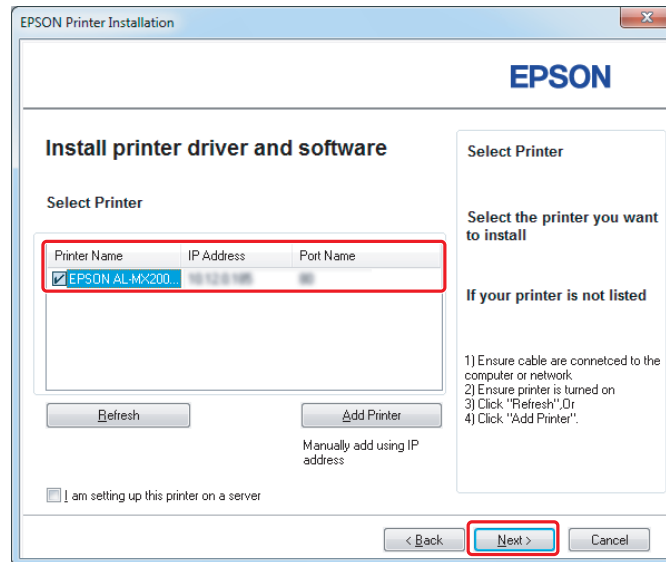 EPSON Printer Installation
EPSON
Install printer driver and software
Select Printer
Printer Name IP Address Port Name
EPSON AL-MX200...
Refresh
Add Printer
Manually add using IP
address
I am setting up this printer on a server
Select Printer
Select the printer you want
to install
If your printer is not listed
1) Ensure cable are connetced to the
computer or network
2) Ensure printer is turned on
3) Click "Refresh",Or
4) Click "Add Printer".
< Back
Next >
Cancel